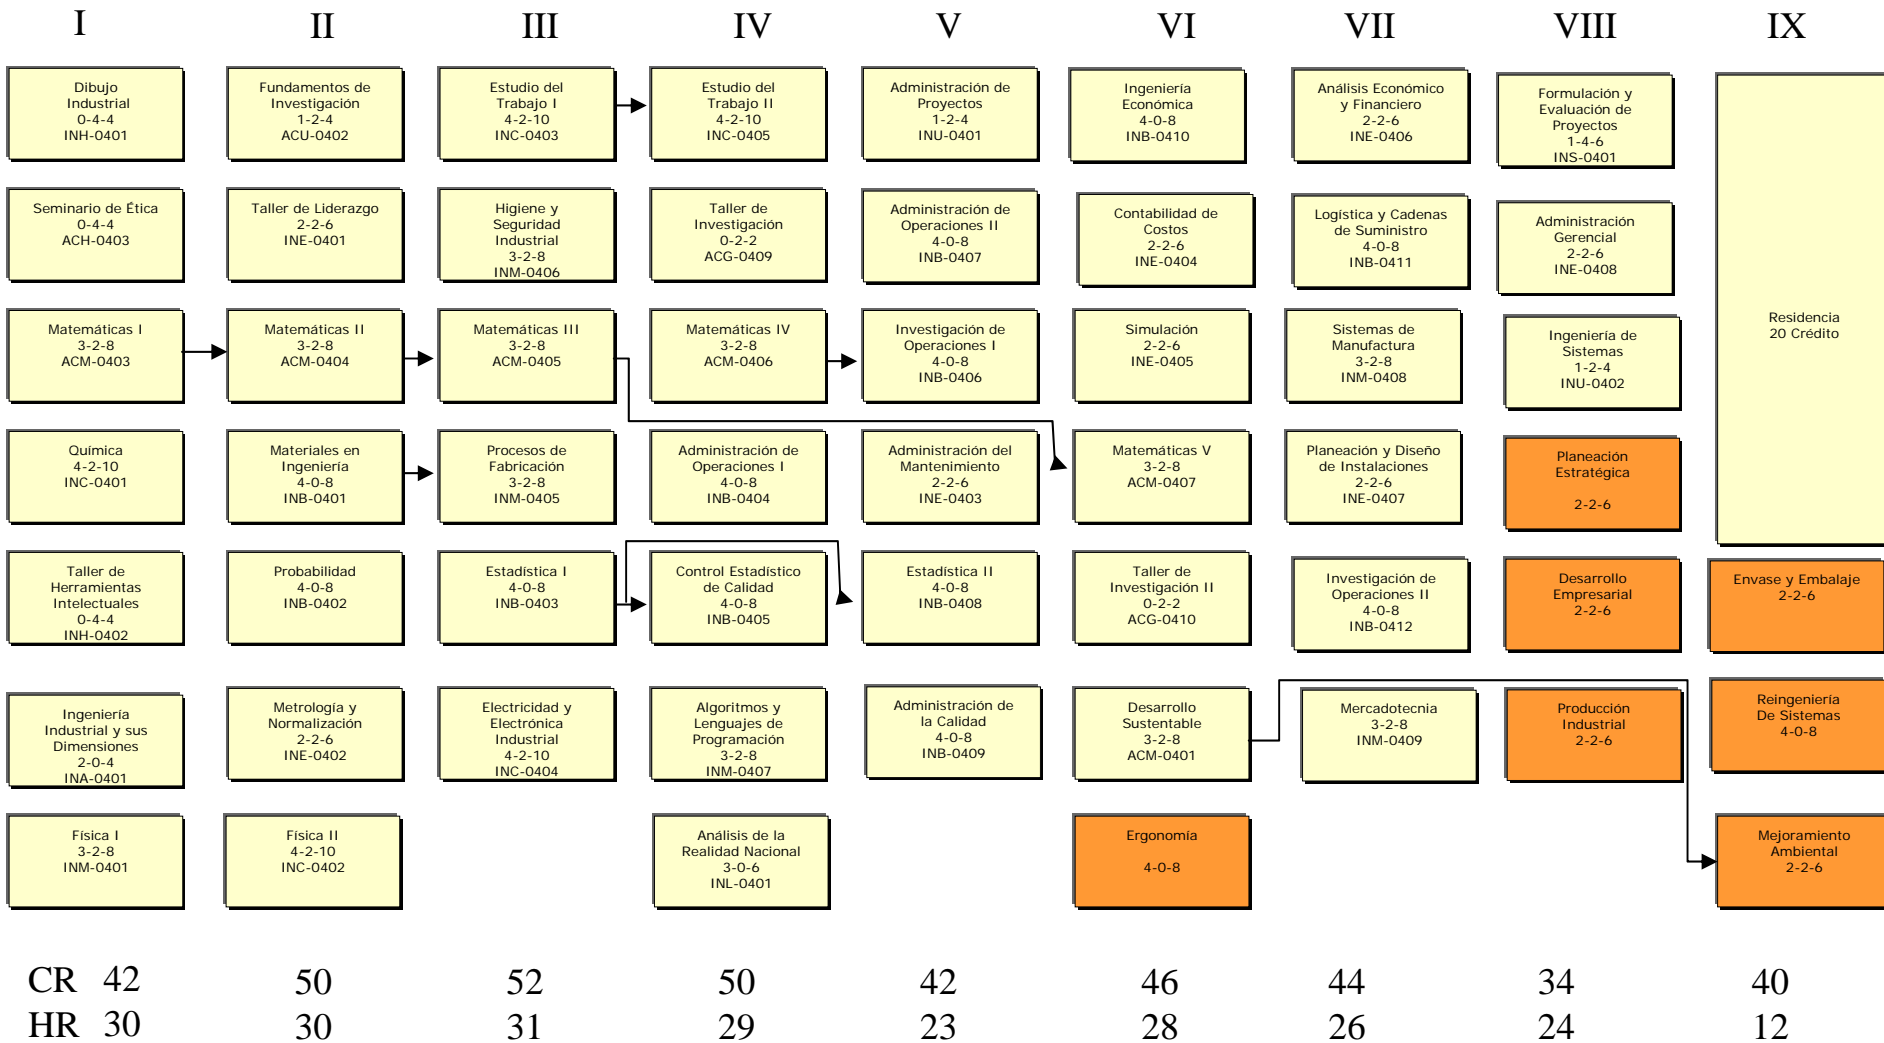 I
II
III
IV
V
VI
VII
VIII
IX
Dibujo
Industrial
0-4-4
INH-0401
Fundamentos de
Investigación
1-2-4
ACU-0402
Estudio del
Trabajo I
4-2-10
INC-0403
Estudio del
Trabajo II
4-2-10
INC-0405
Administración de
Proyectos
1-2-4
INU-0401
Ingeniería
Económica
4-0-8
INB-0410
Análisis Económico
y Financiero
2-2-6
INE-0406
Formulación y
Evaluación de
Proyectos
1-4-6
INS-0401
Residencia
20 Crédito
Seminario de Ética
0-4-4
ACH-0403
Taller de Liderazgo
2-2-6
INE-0401
Higiene y
Seguridad
Industrial
3-2-8
INM-0406
Taller de
Investigación
0-2-2
ACG-0409
Administración de
Operaciones II
4-0-8
INB-0407
Contabilidad de
Costos
2-2-6
INE-0404
Logística y Cadenas
de Suministro
4-0-8
INB-0411
Administración
Gerencial
2-2-6
INE-0408
Matemáticas I
3-2-8
ACM-0403
Matemáticas II
3-2-8
ACM-0404
Matemáticas III
3-2-8
ACM-0405
Matemáticas IV
3-2-8
ACM-0406
Investigación de
Operaciones I
4-0-8
INB-0406
Simulación
2-2-6
INE-0405
Sistemas de
Manufactura
3-2-8
INM-0408
Ingeniería de
Sistemas
1-2-4
INU-0402
Química
4-2-10
INC-0401
Materiales en
Ingeniería
4-0-8
INB-0401
Procesos de
Fabricación
3-2-8
INM-0405
Administración de
Operaciones I
4-0-8
INB-0404
Administración del
Mantenimiento
2-2-6
INE-0403
Matemáticas V
3-2-8
ACM-0407
Planeación y Diseño
de Instalaciones
2-2-6
INE-0407
Planeación
Estratégica
2-2-6
Taller de
Herramientas
Intelectuales
0-4-4
INH-0402
Probabilidad
4-0-8
INB-0402
Estadística I
4-0-8
INB-0403
Control Estadístico
de Calidad
4-0-8
INB-0405
Estadística II
4-0-8
INB-0408
Taller de
Investigación II
0-2-2
ACG-0410
Investigación de
Operaciones II
4-0-8
INB-0412
Desarrollo
Empresarial
2-2-6
Envase y Embalaje
2-2-6
Ingeniería
Industrial y sus
Dimensiones
2-0-4
INA-0401
Metrología y
Normalización
2-2-6
INE-0402
Electricidad y
Electrónica
Industrial
4-2-10
INC-0404
Algoritmos y
Lenguajes de
Programación
3-2-8
INM-0407
Administración de
la Calidad
4-0-8
INB-0409
Desarrollo
Sustentable
3-2-8
ACM-0401
Mercadotecnia
3-2-8
INM-0409
Producción
Industrial
2-2-6
Reingeniería
De Sistemas
4-0-8
Física I
3-2-8
INM-0401
Física II
4-2-10
INC-0402
Análisis de la
Realidad Nacional
3-0-6
INL-0401
Ergonomía
4-0-8
Mejoramiento
Ambiental
2-2-6
CR 42 50 52 50 42 46 44 34 40
HR 30 30 31 29 23 28 26 24 12